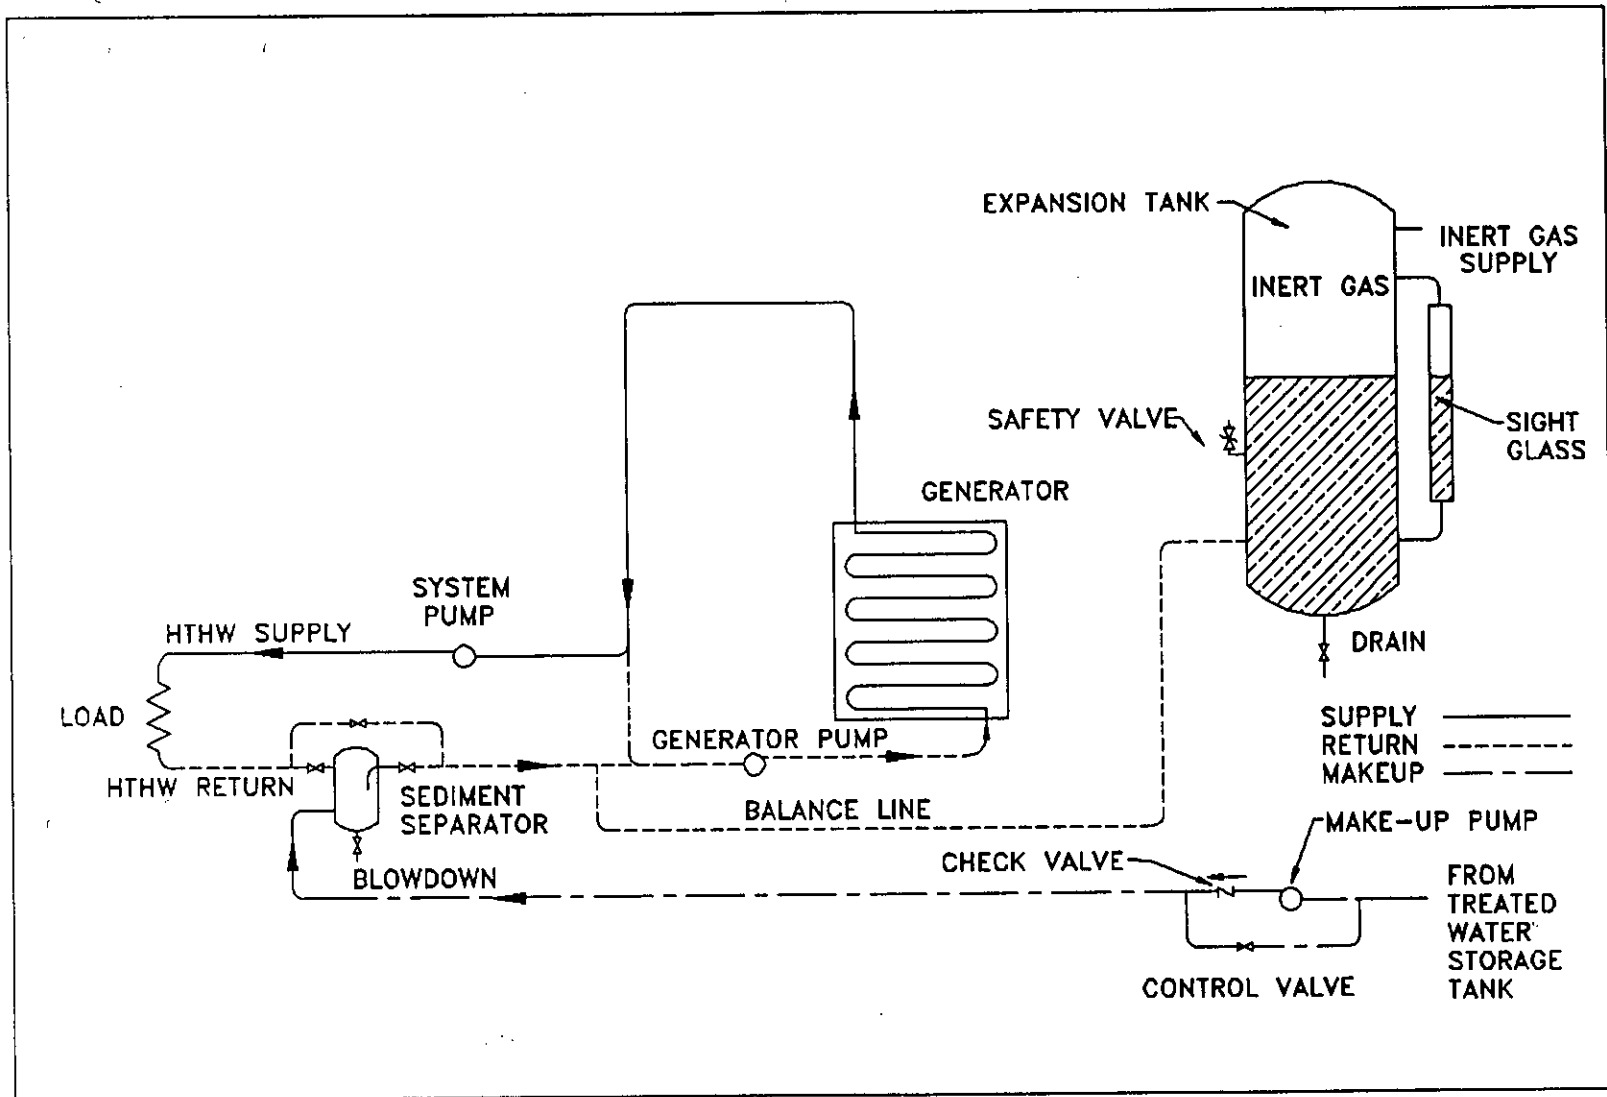 EXPANSION TANK
INERT GAS
SUPPLY
INERT GAS
SAFETY VALVE
SIGHT
GLASS
GENERATOR
SYSTEM
PUMP
HTHW SUPPLY
DRAIN
LOAD
SUPPLY
RETURN
MAKEUP
GENERATOR PUMP
HTHW RETURN
SEDIMENT
SEPARATOR
BALANCE LINE
MAKE-UP PUMP
BLOWDOWN
CHECK VALVE
FROM
TREATED
WATER
STORAGE
TANK
CONTROL VALVE